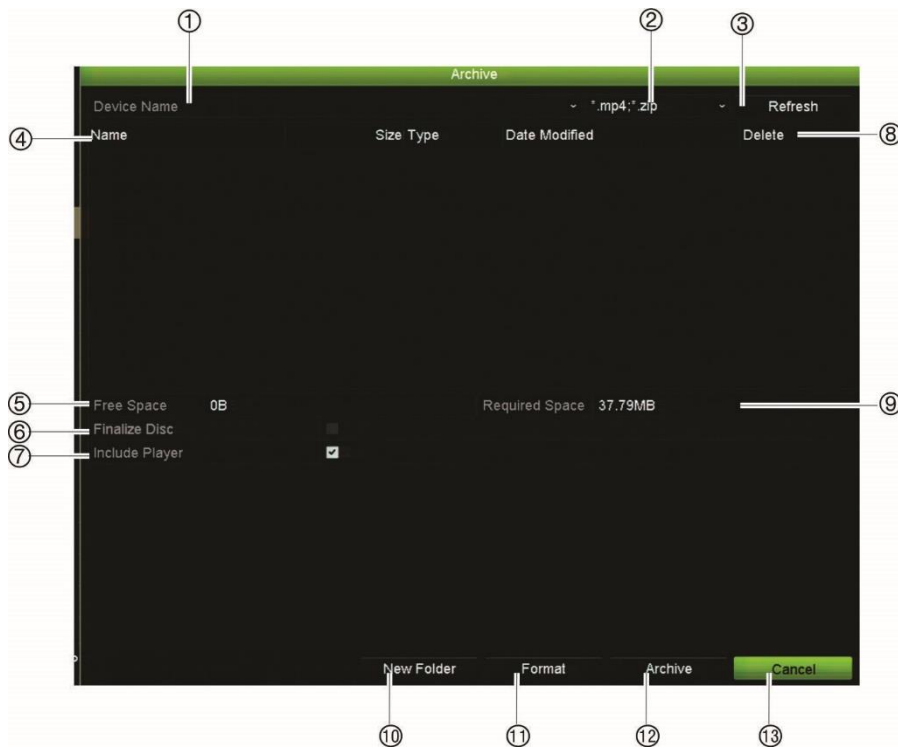 ① ② ③
Archive
Device Name *.mp4;*.zip Refresh
④ Name Size Type Date Modified Delete ⑧
⑤ Free Space 0B Required Space 37.79MB ⑨
⑥ Finalize Disc
⑦ Include Player
New Folder Format Archive Cancel
⑩ ⑪ ⑫ ⑬